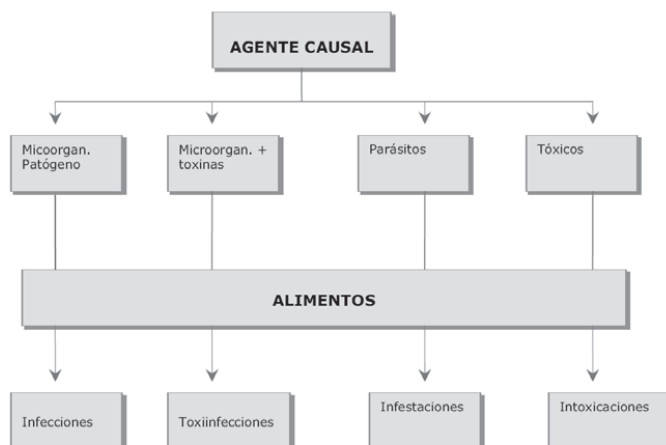 AGENTE CAUSAL
Micoorgan.
Patógeno
Microorgan. +
toxinas
Parásitos
Tóxicos
ALIMENTOS
Infecciones
Toxiinfecciones
Infestaciones
Intoxicaciones